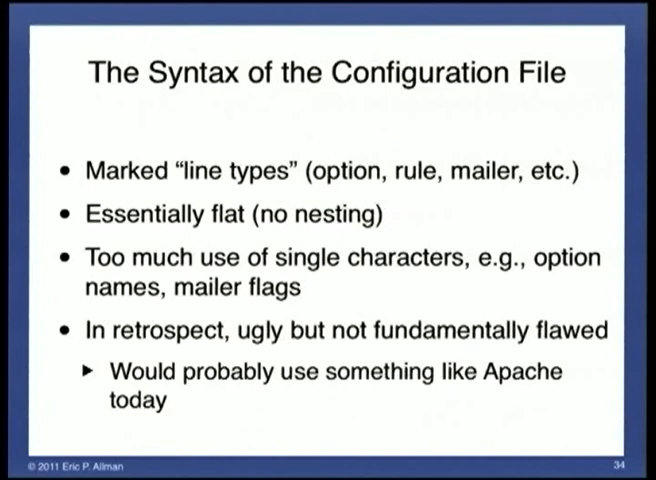 The Syntax of the Configuration File
• Marked “line types” (option, rule, mailer, etc.)
• Essentially flat (no nesting)
• Too much use of single characters, e.g., option
names, mailer flags
• In retrospect, ugly but not fundamentally flawed
▶ Would probably use something like Apache
today
© 2011 Eric P. Allman
34